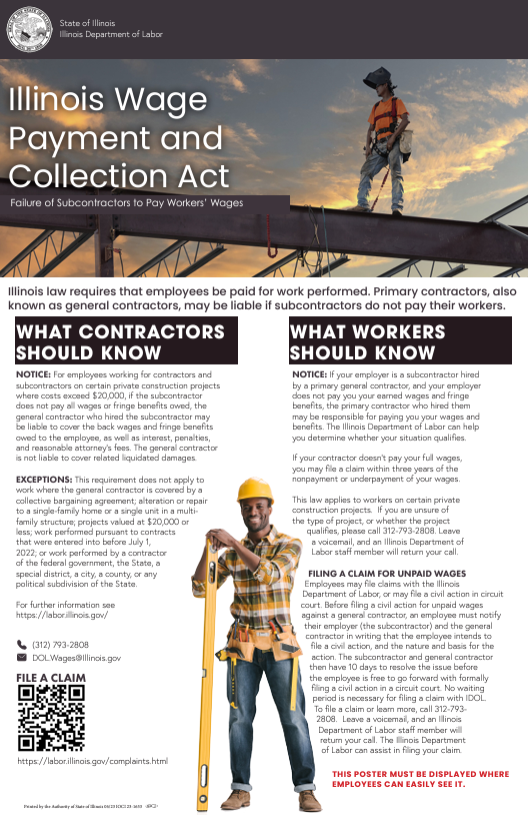 State of Illinois
Illinois Department of Labor
Illinois Wage
Payment and
Collection Act
Failure of Subcontractors to Pay Workers' Wages
Illinois law requires that employees be paid for work performed. Primary contractors, also
known as general contractors, may be liable if subcontractors do not pay their workers.
WHAT CONTRACTORS
SHOULD KNOW
NOTICE: For employees working for contractors and
subcontractors on certain private construction projects
where costs exceed $20,000, if the subcontractor
does not pay all wages or fringe benefits owed, the
general contractor who hired the subcontractor may
be liable to cover the back wages and fringe benefits
owed to the employee, as well as interest, penalties,
and reasonable attorney's fees. The general contractor
is not liable to cover related liquidated damages.
EXCEPTIONS: This requirement does not apply to
work where the general contractor is covered by a
collective bargaining agreement; alteration or repair
to a single-family home or a single unit in a multi-
family structure; projects valued at $20,000 or
less; work performed pursuant to contracts
that were entered into before July 1,
2022; or work performed by a contractor
of the federal government, the State, a
special district, a city, a county, or any
political subdivision of the State.
For further information see
https://labor.illinois.gov/
(312) 793-2808
DOL.Wages@Illinois.gov
FILE A CLAIM
https://labor.illinois.gov/complaints.html
WHAT WORKERS
SHOULD KNOW
NOTICE: If your employer is a subcontractor hired
by a primary general contractor, and your employer
does not pay you your earned wages and fringe
benefits, the primary contractor who hired them
may be responsible for paying you your wages and
benefits. The Illinois Department of Labor can help
you determine whether your situation qualifies.
If your contractor doesn't pay your full wages,
you may file a claim within three years of the
nonpayment or underpayment of your wages.
This law applies to workers on certain private
construction projects. If you are unsure of
the type of project, or whether the project
qualifies, please call 312-793-2808. Leave
a voicemail, and an Illinois Department of
Labor staff member will return your call.
FILING A CLAIM FOR UNPAID WAGES
Employees may file claims with the Illinois
Department of Labor, or may file a civil action in circuit
court. Before filing a civil action for unpaid wages
against a general contractor, an employee must notify
their employer (the subcontractor) and the general
contractor in writing that the employee intends to
file a civil action, and the nature and basis for the
action. The subcontractor and general contractor
then have 10 days to resolve the issue before
the employee is free to go forward with formally
filing a civil action in a circuit court. No waiting
period is necessary for filing a claim with IDOL.
To file a claim or learn more, call 312-793-
2808. Leave a voicemail, and an Illinois
Department of Labor staff member will
return your call. The Illinois Department
of Labor can assist in filing your claim.
THIS POSTER MUST BE DISPLAYED WHERE
EMPLOYEES CAN EASILY SEE IT.
Printed by the Authority of State of Illinois